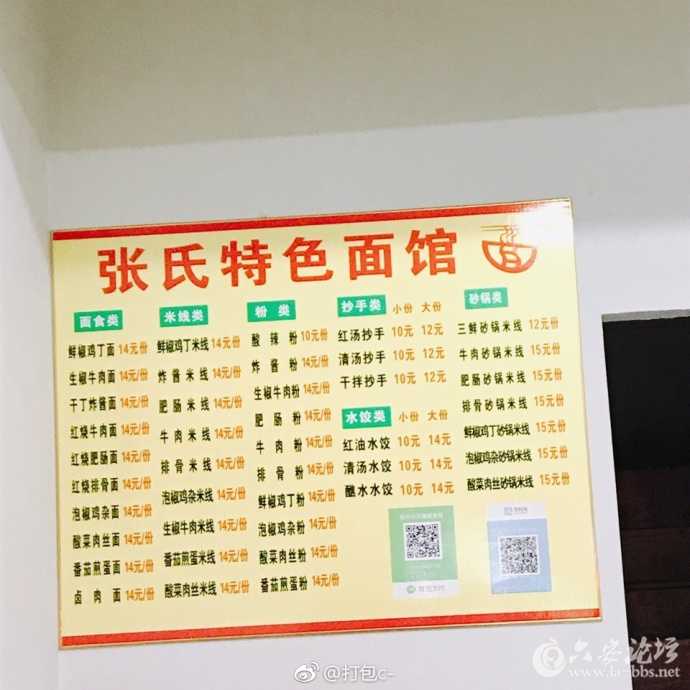 张氏特色面馆
面食类
鲜椒鸡丁面 14元/份
生椒牛肉面 14元/份
干丁炸酱面 14元/份
红烧牛肉面 14元/份
红烧肥肠面 14元/份
红烧排骨面 14元/份
泡椒鸡杂面 14元/份
酸菜肉丝面 14元/份
番茄煎蛋面 14元/份
卤肉面 14元/份
米线类
鲜椒鸡丁米线 14元/份
炸酱米线 14元/份
肥肠米线 14元/份
牛肉米线 14元/份
排骨米线 14元/份
泡椒鸡杂米线 14元/份
生椒牛肉米线 14元/份
番茄煎蛋米线 14元/份
酸菜肉丝米线 14元/份
粉类
酸辣粉 10元/份
炸酱粉 14元/份
生椒牛肉粉 14元/份
肥肠粉 14元/份
牛肉粉 14元/份
排骨粉 14元/份
鲜椒鸡丁粉 14元/份
泡椒鸡杂粉 14元/份
酸菜肉丝粉 14元/份
番茄煎蛋粉 14元/份
抄手类 小份 大份
红汤抄手 10元 12元
清汤抄手 10元 12元
干拌抄手 10元 12元
水饺类 小份 大份
红油水饺 10元 14元
清汤水饺 10元 14元
蘸水水饺 10元 14元
砂锅类
三鲜砂锅米线 12元/份
牛肉砂锅米线 15元/份
肥肠砂锅米线 15元/份
排骨砂锅米线 15元/份
鲜椒鸡丁砂锅米线 15元/份
泡椒鸡杂砂锅米线 15元/份
酸菜肉丝砂锅米线 15元/份
@打包c-
六安论坛
www.luanbbs.net